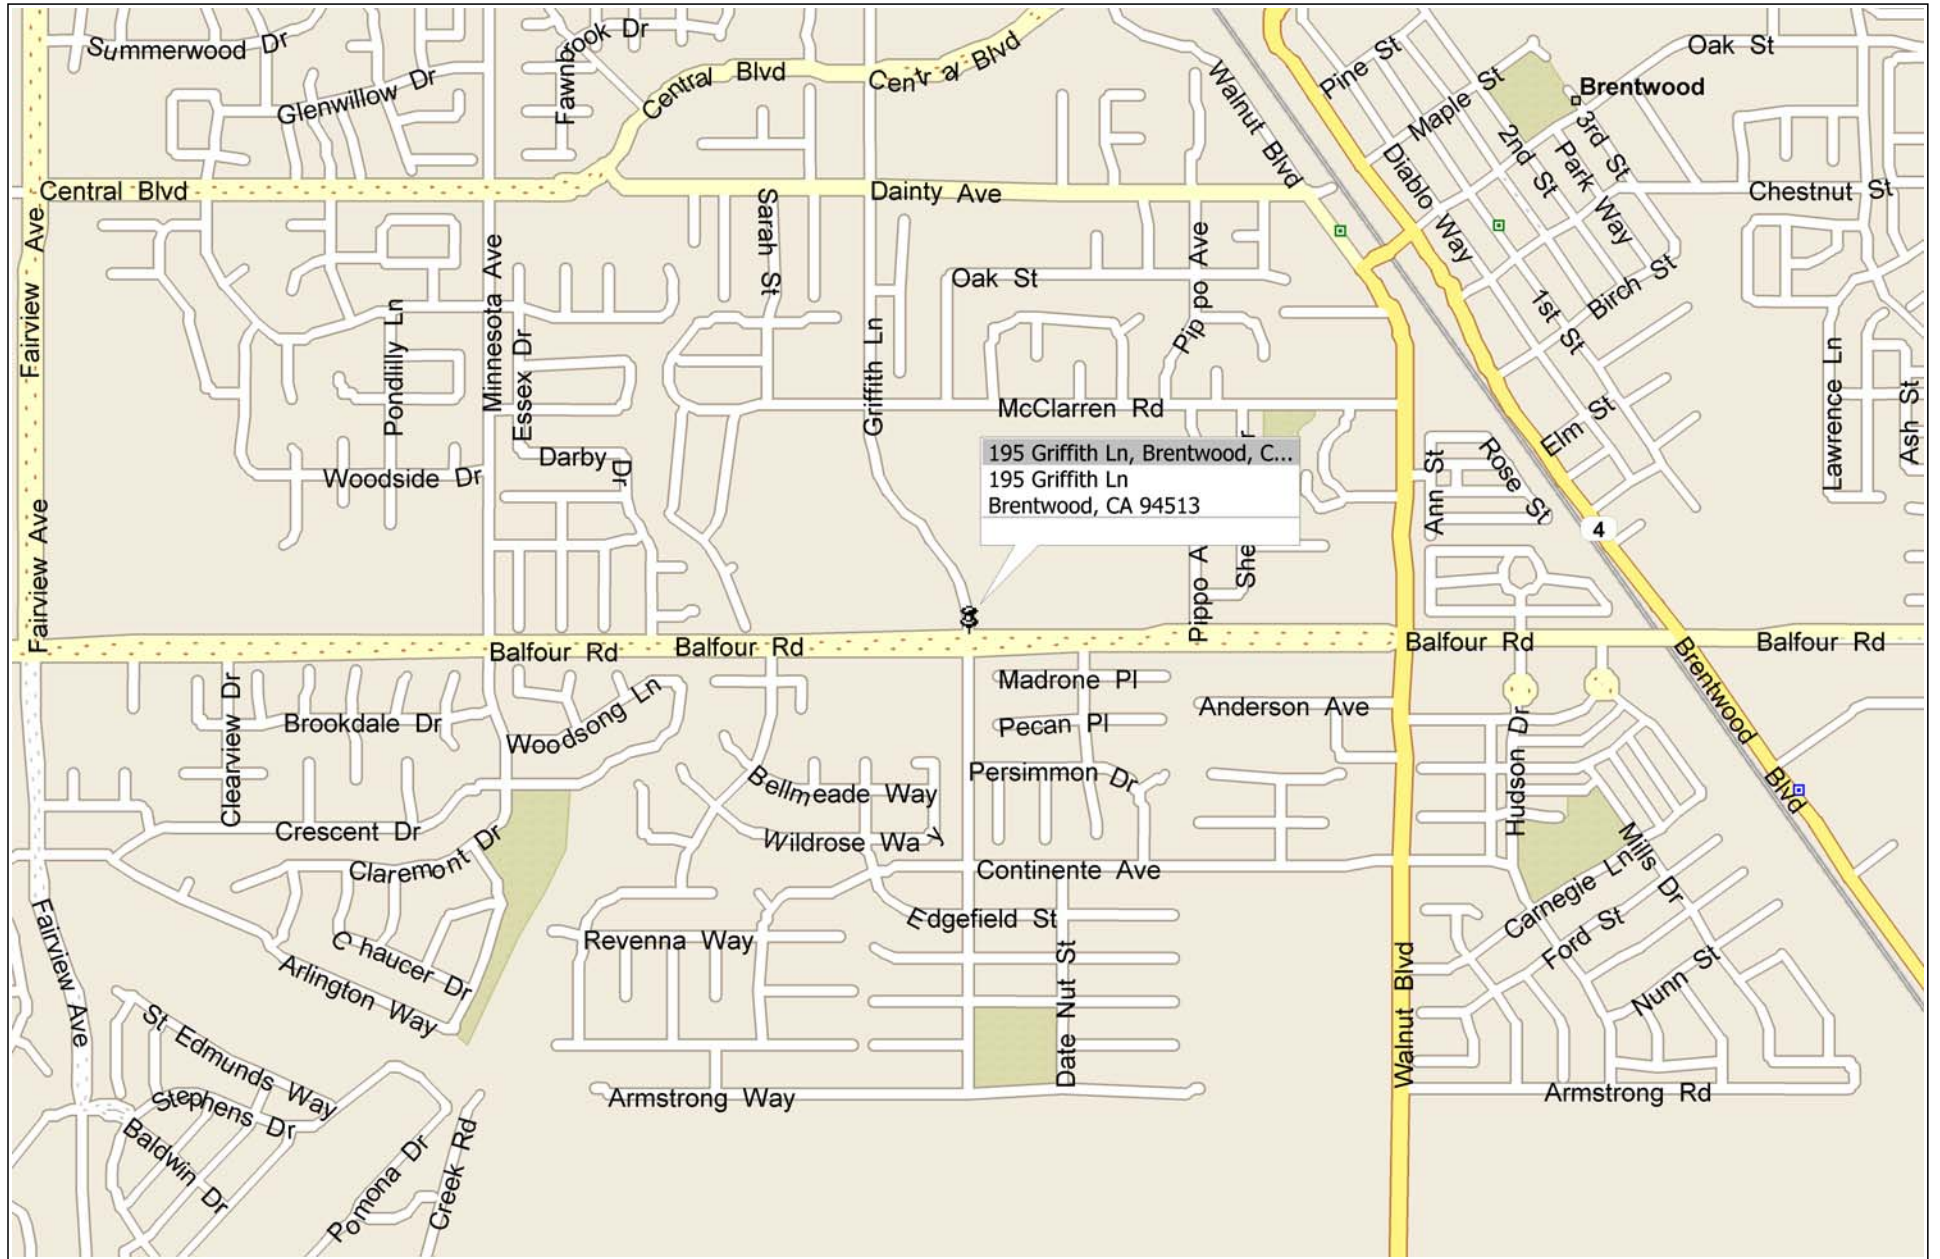 Summerwood Dr
Fawnbrook Dr
Central Blvd
Central Blvd
Oak St
Pine St
Glenwillow Dr
Walnut Blvd
Maple St
Brentwood
3rd St
2nd St
Park Way
Diablo Way
Central Blvd
Dainty Ave
Chestnut St
Fairview Ave
Sarah St
Minnesota Ave
Pippo Ave
Oak St
Birch St
1st St
Pondlilly Ln
Essex Dr
Griffith Ln
Lawrence Ln
Ash St
McClarren Rd
Elm St
Woodside Dr
Darby Dr
195 Griffith Ln, Brentwood, C...
195 Griffith Ln
Brentwood, CA 94513
Ann St
Rose St
4
Fairview Ave
Pippo A
She
r
Balfour Rd
Balfour Rd
Balfour Rd
Balfour Rd
Brentwood Blvd
Madrone Pl
Clearview Dr
Brookdale Dr
Woodsong Ln
Pecan Pl
Anderson Ave
Hudson Dr
Persimmon Dr
Bellmeade Way
Crescent Dr
Wildrose Way
Mills Dr
Claremont Dr
Continente Ave
Carnegie Ln
Fairview Ave
Edgefield St
Ford St
Chaucer Dr
Revenna Way
Arlington Way
Date Nut St
Walnut Blvd
Nunn St
St Edmunds Way
Armstrong Way
Armstrong Rd
Stephens Dr
Baldwin Dr
Pomona Dr
Creek Rd